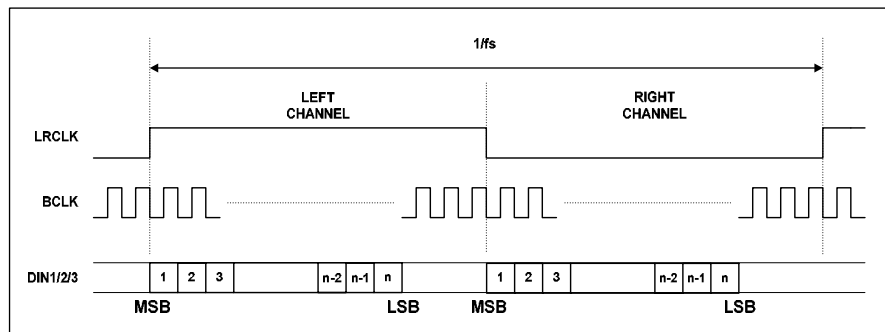 1/fs
LEFT
CHANNEL
RIGHT
CHANNEL
LRCLK
BCLK
DIN1/2/3
1 2 3 n-2 n-1 n 1 2 3 n-2 n-1 n
MSB LSB MSB LSB